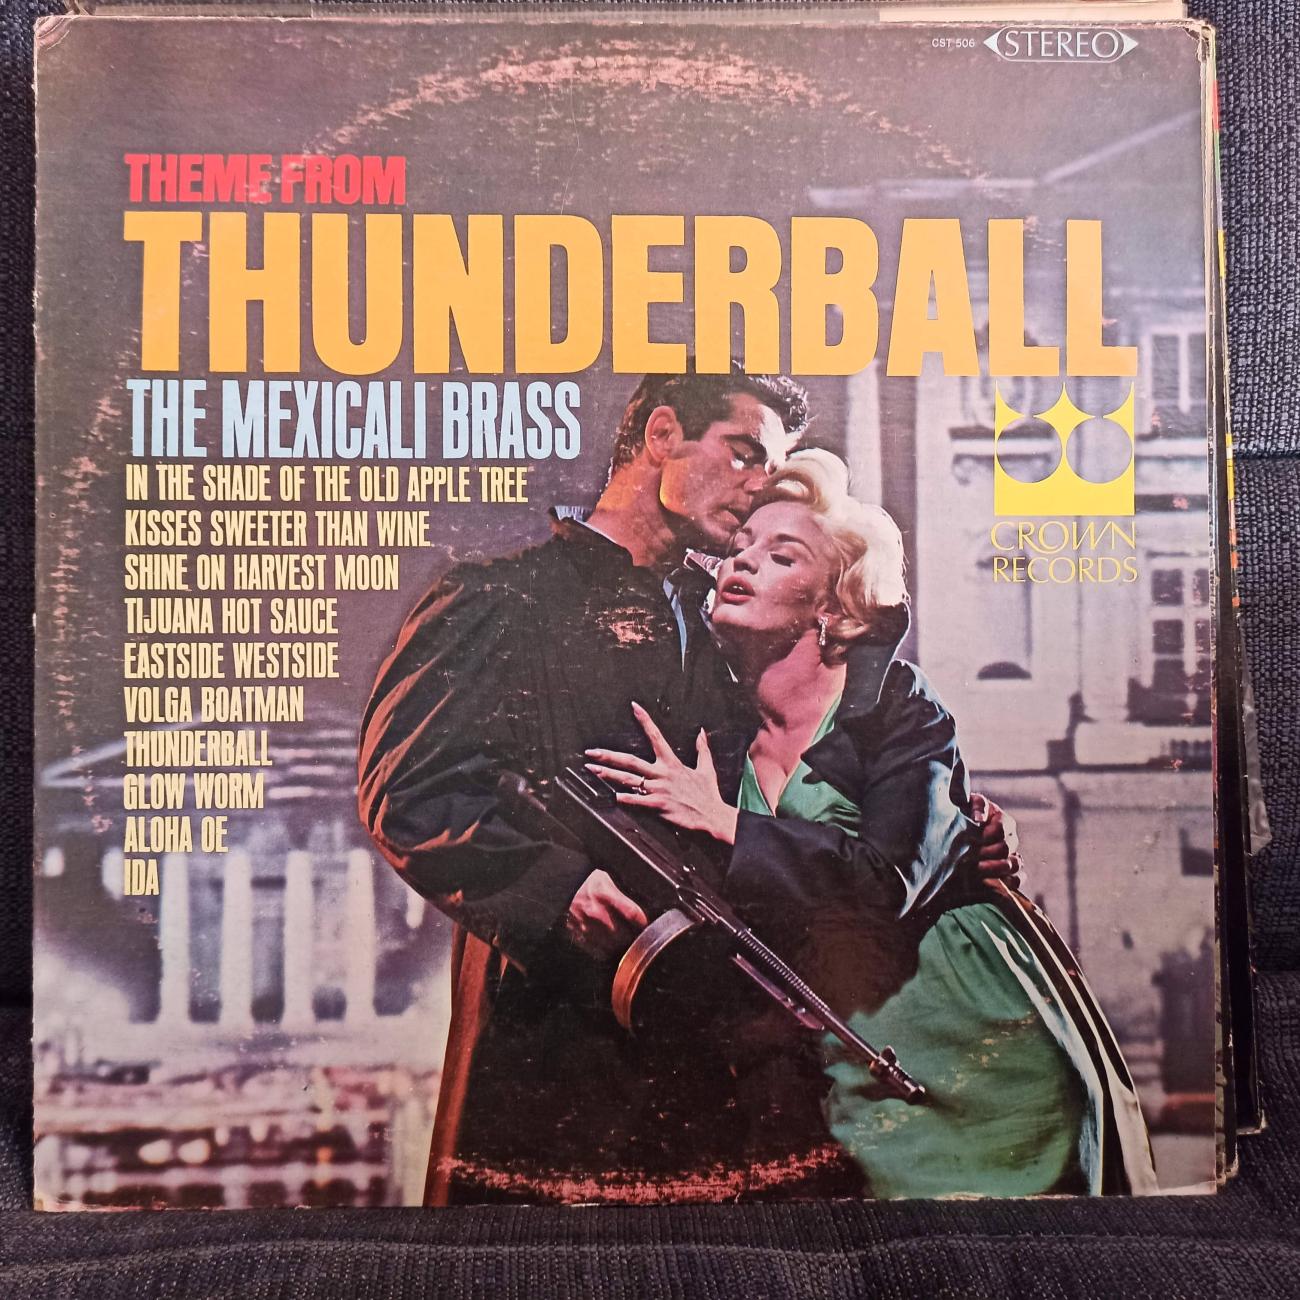 CST 506 STEREO
THEME FROM
THUNDERBALL
THE MEXICALI BRASS
IN THE SHADE OF THE OLD APPLE TREE
KISSES SWEETER THAN WINE
SHINE ON HARVEST MOON
TIJUANA HOT SAUCE
EASTSIDE WESTSIDE
VOLGA BOATMAN
THUNDERBALL
GLOW WORM
ALOHA OE
IDA
CROWN
RECORDS